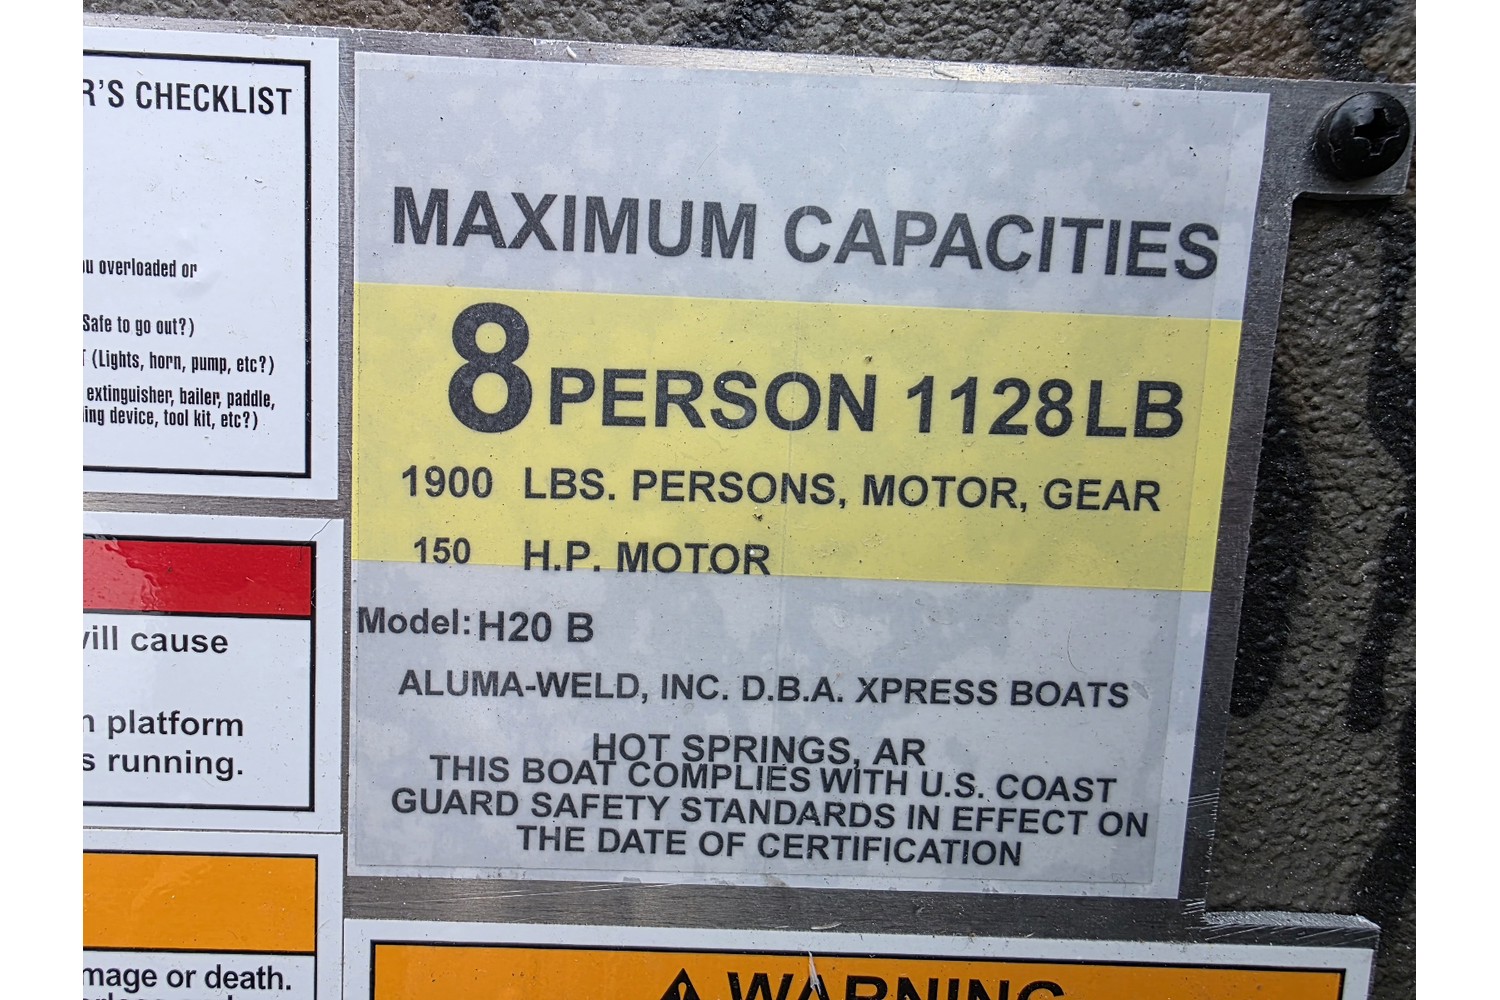 R'S CHECKLIST
u overloaded or
Safe to go out?)
(Lights, horn, pump, etc?)
extinguisher, bailer, paddle,
ing device, tool kit, etc?)
will cause
platform
s running.
mage or death.
MAXIMUM CAPACITIES
8 PERSON 1128 LB
1900 LBS. PERSONS, MOTOR, GEAR
150 H.P. MOTOR
Model: H20 B
ALUMA-WELD, INC. D.B.A. XPRESS BOATS
HOT SPRINGS, AR
THIS BOAT COMPLIES WITH U.S. COAST
GUARD SAFETY STANDARDS IN EFFECT ON
THE DATE OF CERTIFICATION
WARNING